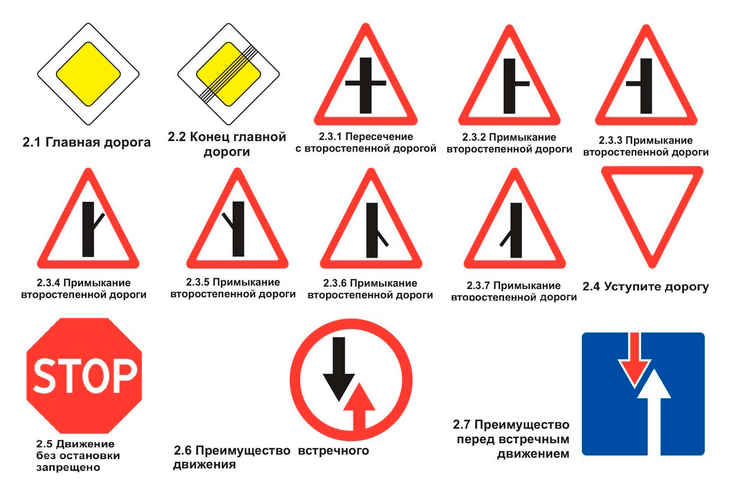 2.1 Главная дорога
2.2 Конец главной
дороги
2.3.1 Пересечение
с второстепенной дорогой
2.3.2 Примыкание
второстепенной дороги
2.3.3 Примыкание
второстепенной дороги
2.3.4 Примыкание
второстепенной дороги
2.3.5 Примыкание
второстепенной дороги
2.3.6 Примыкание
второстепенной дороги
2.3.7 Примыкание
второстепенной дороги
2.4 Уступите дорогу
STOP
2.5 Движение
без остановки
запрещено
2.6 Преимущество встречного
движения
2.7 Преимущество
перед встречным
движением